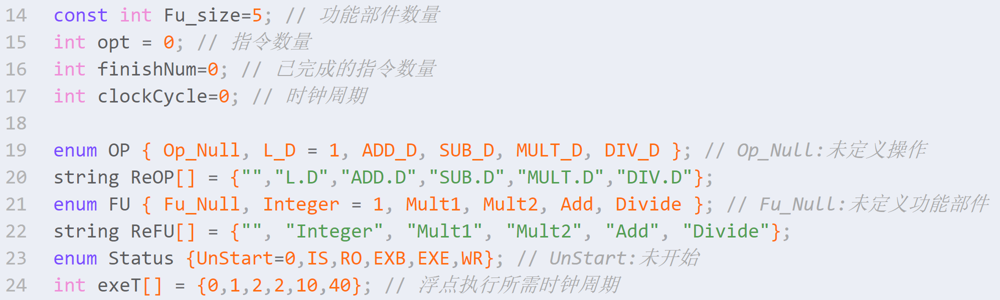 14 const int Fu_size=5; // 功能部件数量
15 int opt = 0; // 指令数量
16 int finishNum=0; // 已完成的指令数量
17 int clockCycle=0; // 时钟周期
18
19 enum OP { Op_Null, L_D = 1, ADD_D, SUB_D, MULT_D, DIV_D }; // Op_Null:未定义操作
20 string ReOP[] = {"","L.D","ADD.D","SUB.D","MULT.D","DIV.D"};
21 enum FU { Fu_Null, Integer = 1, Mult1, Mult2, Add, Divide }; // Fu_Null:未定义功能部件
22 string ReFU[] = {"", "Integer", "Mult1", "Mult2", "Add", "Divide"};
23 enum Status {UnStart=0,IS,RO,EXB,EXE,WR}; // UnStart:未开始
24 int exeT[] = {0,1,2,2,10,40}; // 浮点执行所需时钟周期